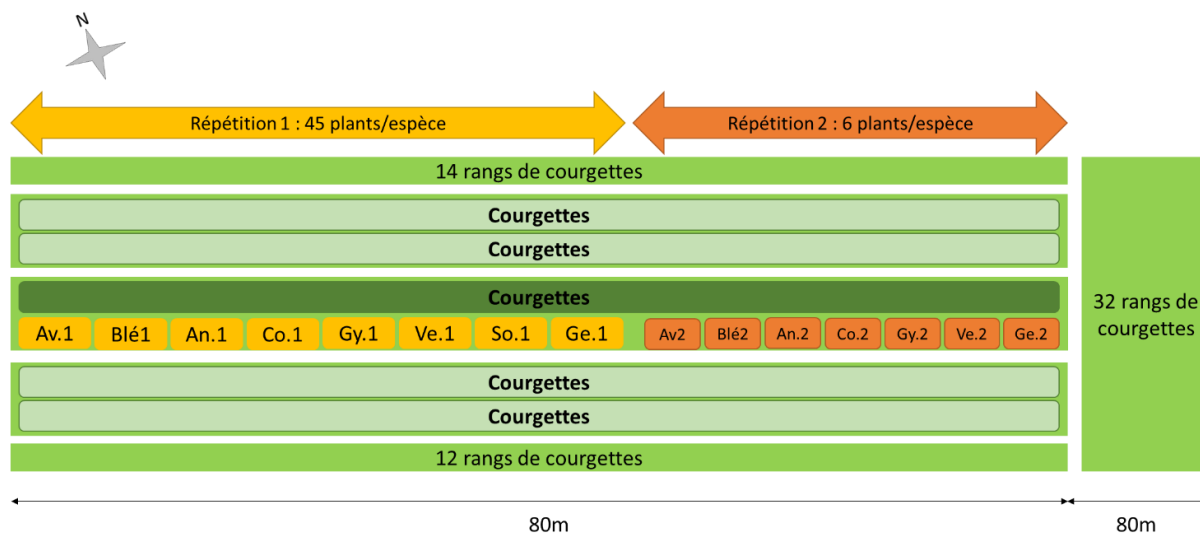 N
Répétition 1 : 45 plants/espèce
Répétition 2 : 6 plants/espèce
14 rangs de courgettes
Courgettes
Courgettes
Courgettes
Av.1 Blé1 An.1 Co.1 Gy.1 Ve.1 So.1 Ge.1 Av2 Blé2 An.2 Co.2 Gy.2 Ve.2 Ge.2
Courgettes
Courgettes
12 rangs de courgettes
32 rangs de
courgettes
80m
80m